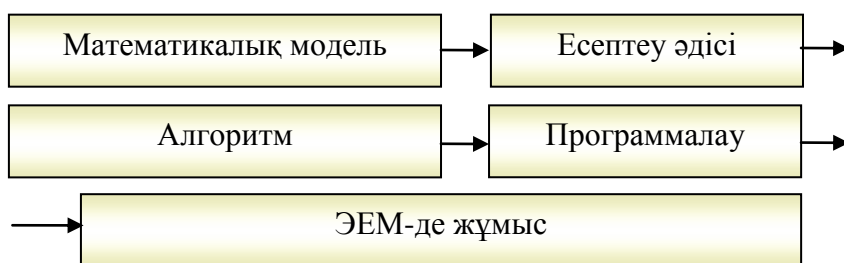 Математикалық модель Есептеу әдісі
Алгоритм Программалау
ЭЕМ-де жұмыс